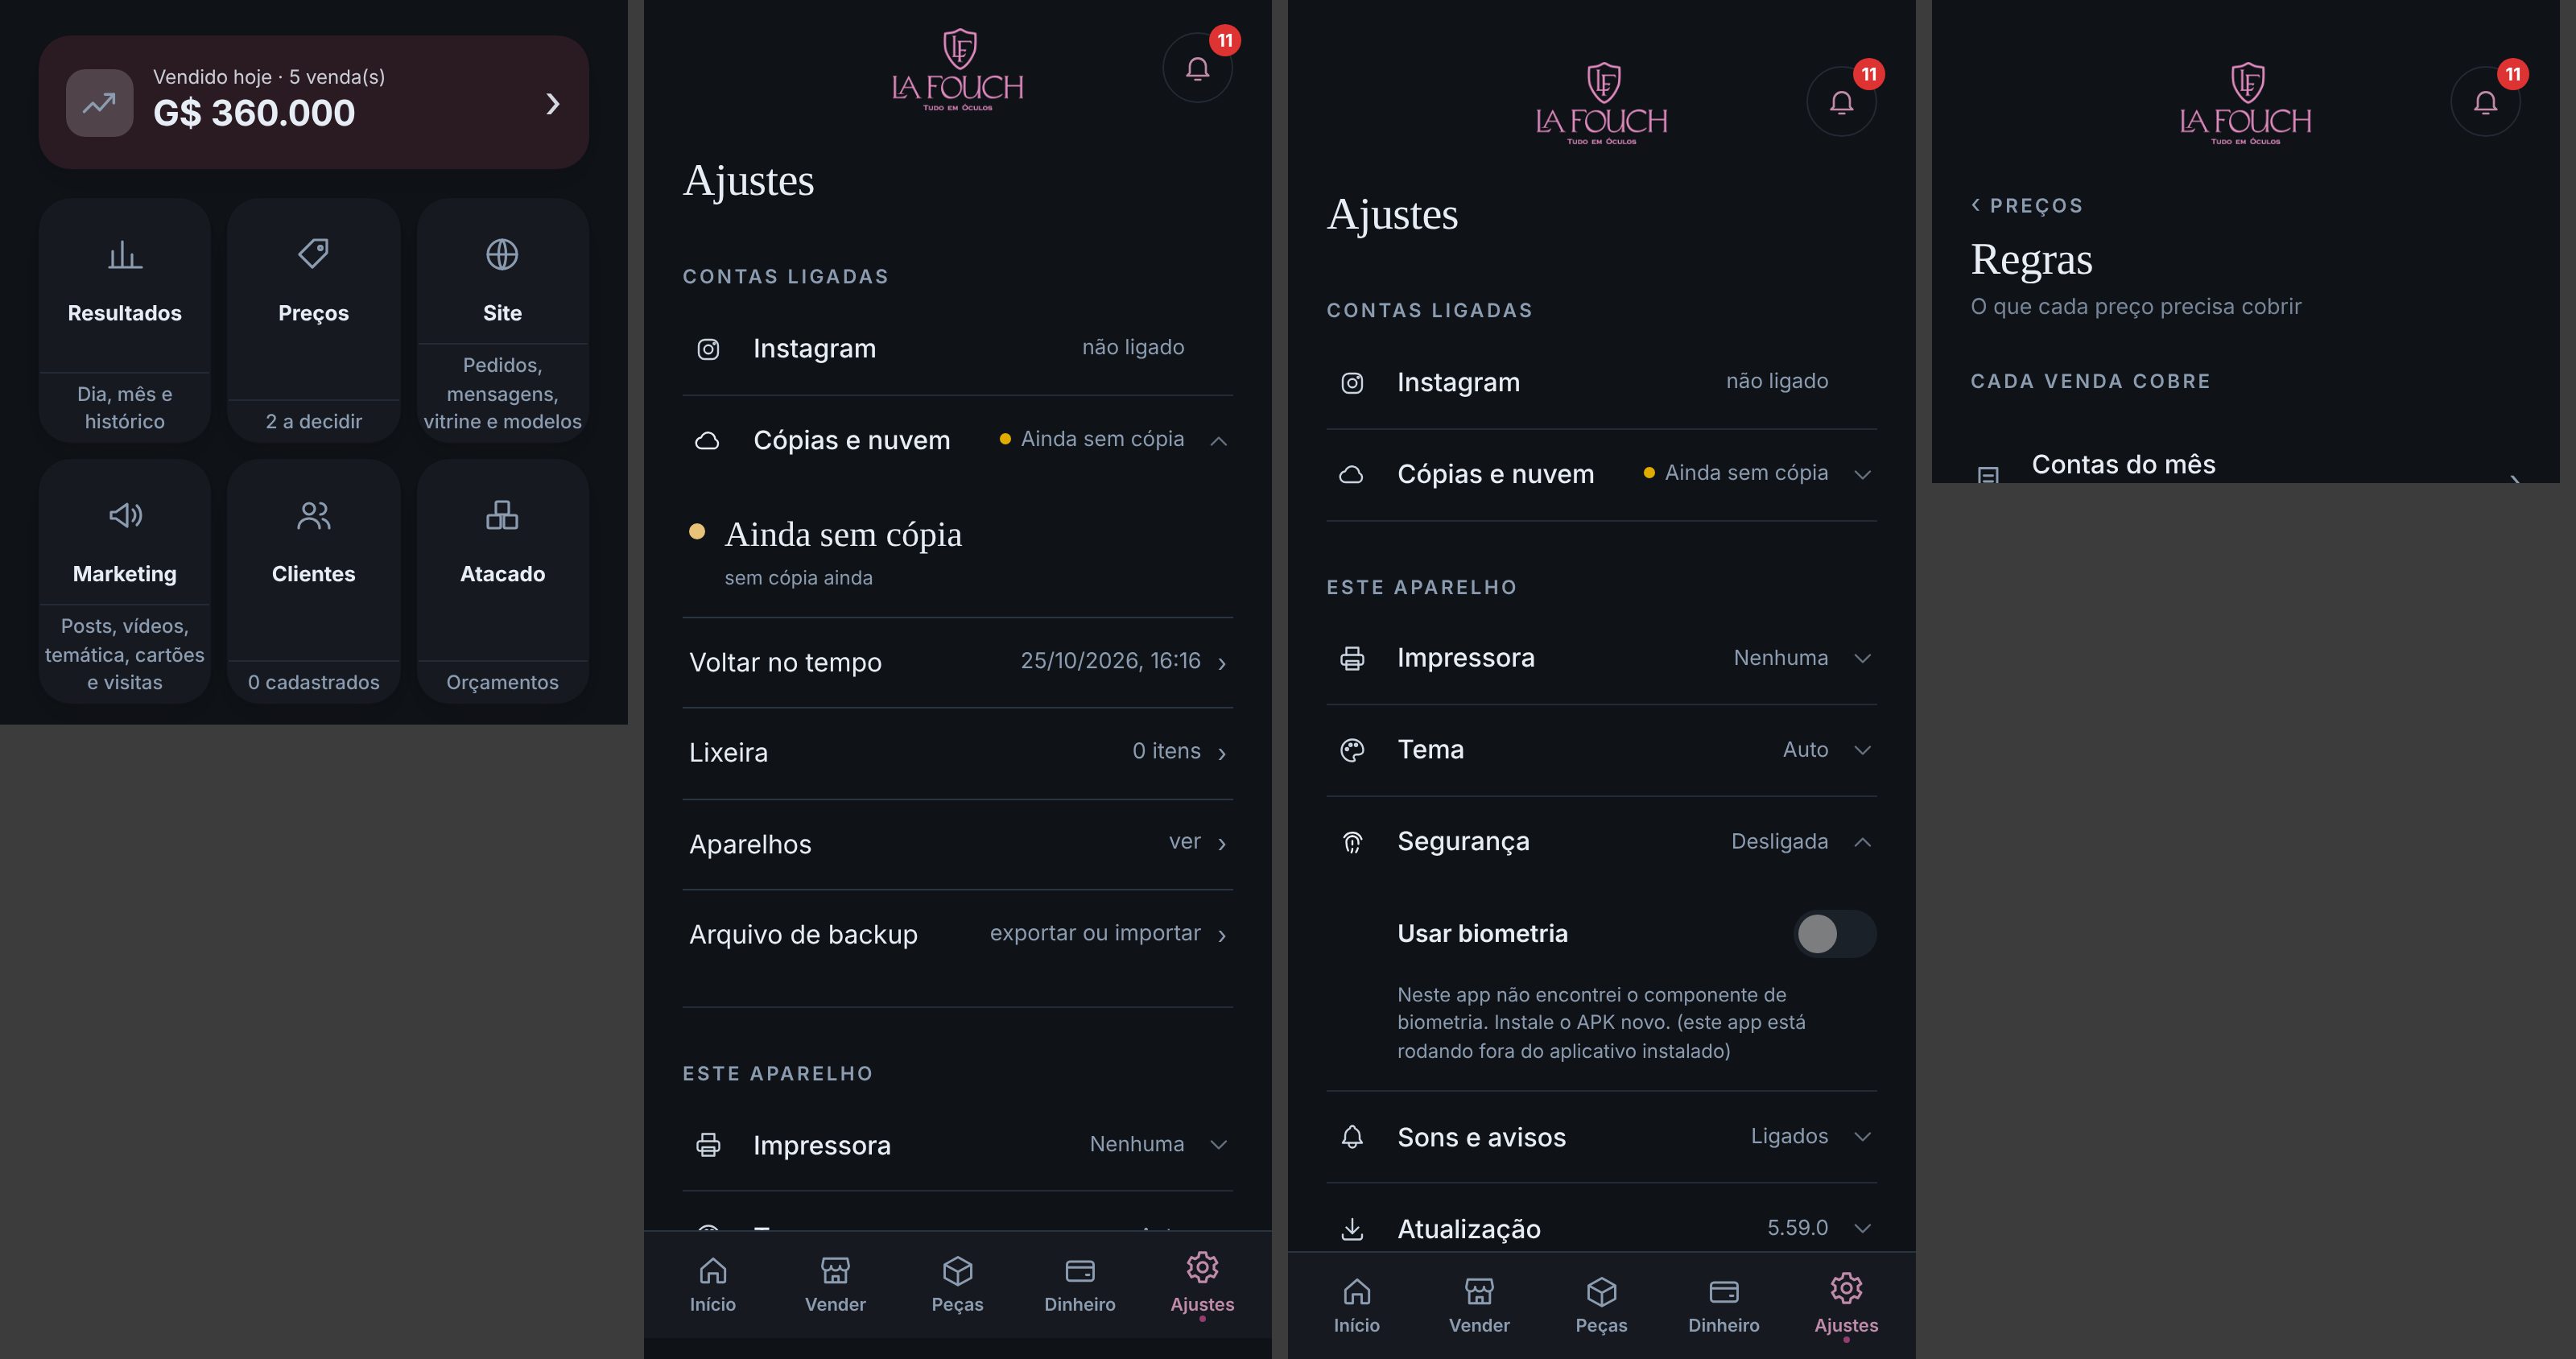 Vendido hoje · 5 venda(s)
G$ 360.000
Resultados
Dia, mês e
histórico
Preços
2 a decidir
Site
Pedidos,
mensagens,
vitrine e modelos
Marketing
Posts, vídeos,
temática, cartões
e visitas
Clientes
0 cadastrados
Atacado
Orçamentos
LF
LA FOUCH
TUDO EM ÓCULOS
11
Ajustes
CONTAS LIGADAS
Instagram não ligado
Cópias e nuvem Ainda sem cópia
Ainda sem cópia
sem cópia ainda
Voltar no tempo 25/10/2026, 16:16
Lixeira 0 itens
Aparelhos ver
Arquivo de backup exportar ou importar
ESTE APARELHO
Impressora Nenhuma
Início Vender Peças Dinheiro Ajustes
LF
LA FOUCH
TUDO EM ÓCULOS
11
Ajustes
CONTAS LIGADAS
Instagram não ligado
Cópias e nuvem Ainda sem cópia
ESTE APARELHO
Impressora Nenhuma
Tema Auto
Segurança Desligada
Usar biometria
Neste app não encontrei o componente de
biometria. Instale o APK novo. (este app está
rodando fora do aplicativo instalado)
Sons e avisos Ligados
Atualização 5.59.0
Início Vender Peças Dinheiro Ajustes
LF
LA FOUCH
TUDO EM ÓCULOS
11
PREÇOS
Regras
O que cada preço precisa cobrir
CADA VENDA COBRE
Contas do mês